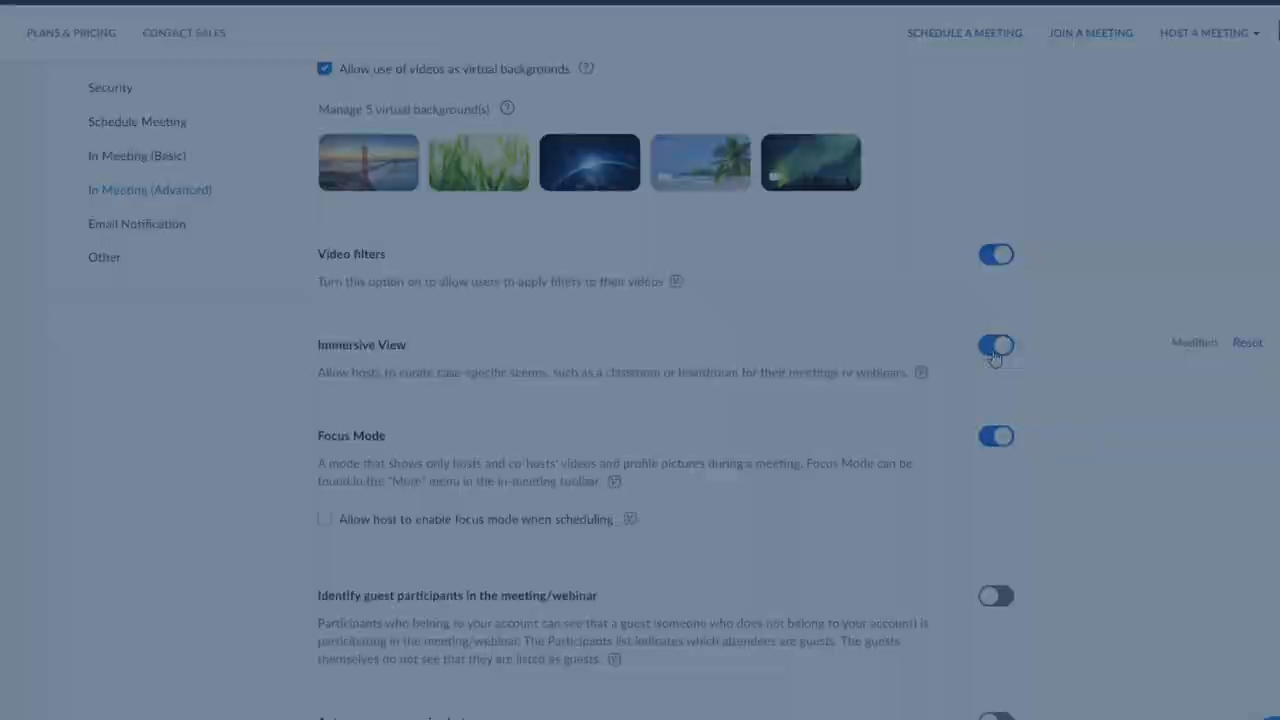 PLANS & PRICING CONTACT SALES SCHEDULE A MEETING JOIN A MEETING HOST A MEETING
Allow use of videos as virtual backgrounds
Security
Manage 5 virtual background(s)
Schedule Meeting
In Meeting (Basic)
In Meeting (Advanced)
Email Notification
Other
Video filters
Turn this option on to allow users to apply filters to their videos
Immersive View
Modified Reset
Allow hosts to curate case-specific scenes, such as a classroom or boardroom for their meetings or webinars.
Focus Mode
A mode that shows only hosts and co-hosts' videos and profile pictures during a meeting. Focus Mode can be
found in the "More" menu in the in-meeting toolbar.
Allow host to enable focus mode when scheduling
Identify guest participants in the meeting/webinar
Participants who belong to your account can see that a guest (someone who does not belong to your account) is
participating in the meeting/webinar. The Participants list indicates which attendees are guests. The guests
themselves do not see that they are listed as guests.